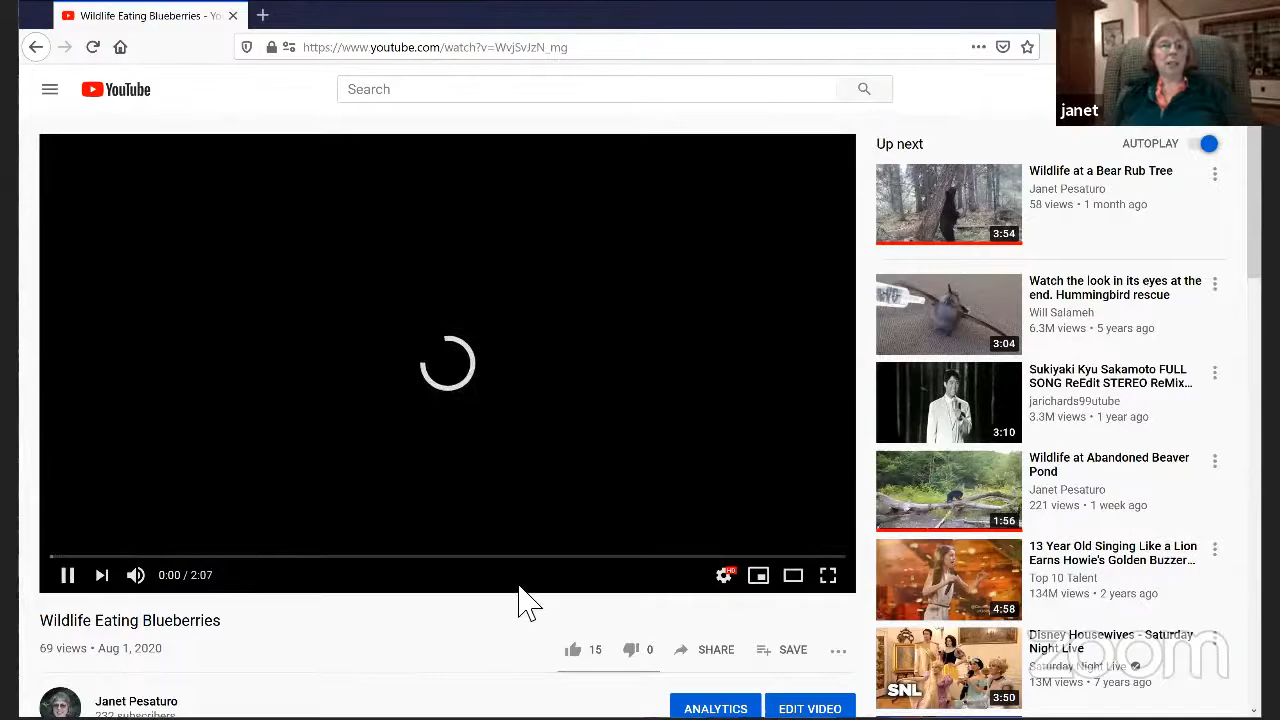 Wildlife Eating Blueberries - Yo
https://www.youtube.com/watch?v=WvjSvJzN_mg
janet
YouTube
Search
Up next
AUTOPLAY
Wildlife at a Bear Rub Tree
Janet Pesaturo
58 views • 1 month ago
3:54
Watch the look in its eyes at the
end. Hummingbird rescue
Will Salameh
6.3M views • 5 years ago
3:04
Sukiyaki Kyu Sakamoto FULL
SONG ReEdit STEREO ReMix...
jarichards99utube
3.3M views • 1 year ago
3:10
Wildlife at Abandoned Beaver
Pond
Janet Pesaturo
221 views • 1 week ago
1:56
13 Year Old Singing Like a Lion
Earns Howie's Golden Buzzer...
Top 10 Talent
134M views • 2 years ago
4:58
Disney Housewives - Saturday
Night Live
Saturday Night Live
13M views • 7 years ago
SNL
3:50
0:00 / 2:07
HD
Wildlife Eating Blueberries
69 views • Aug 1, 2020
15
0
SHARE
SAVE
Janet Pesaturo
232 subscribers
ANALYTICS
EDIT VIDEO
zoom